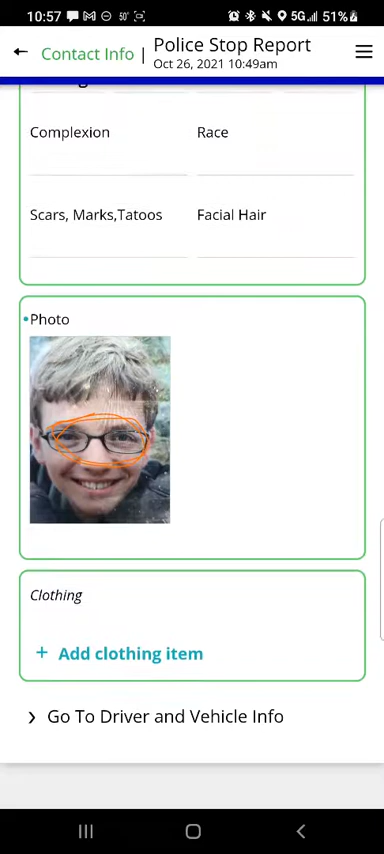 10:57 50° 5G 51%
Contact Info | Police Stop Report
Oct 26, 2021 10:49am
Complexion Race
Scars, Marks,Tatoos Facial Hair
Photo
Clothing
+ Add clothing item
Go To Driver and Vehicle Info